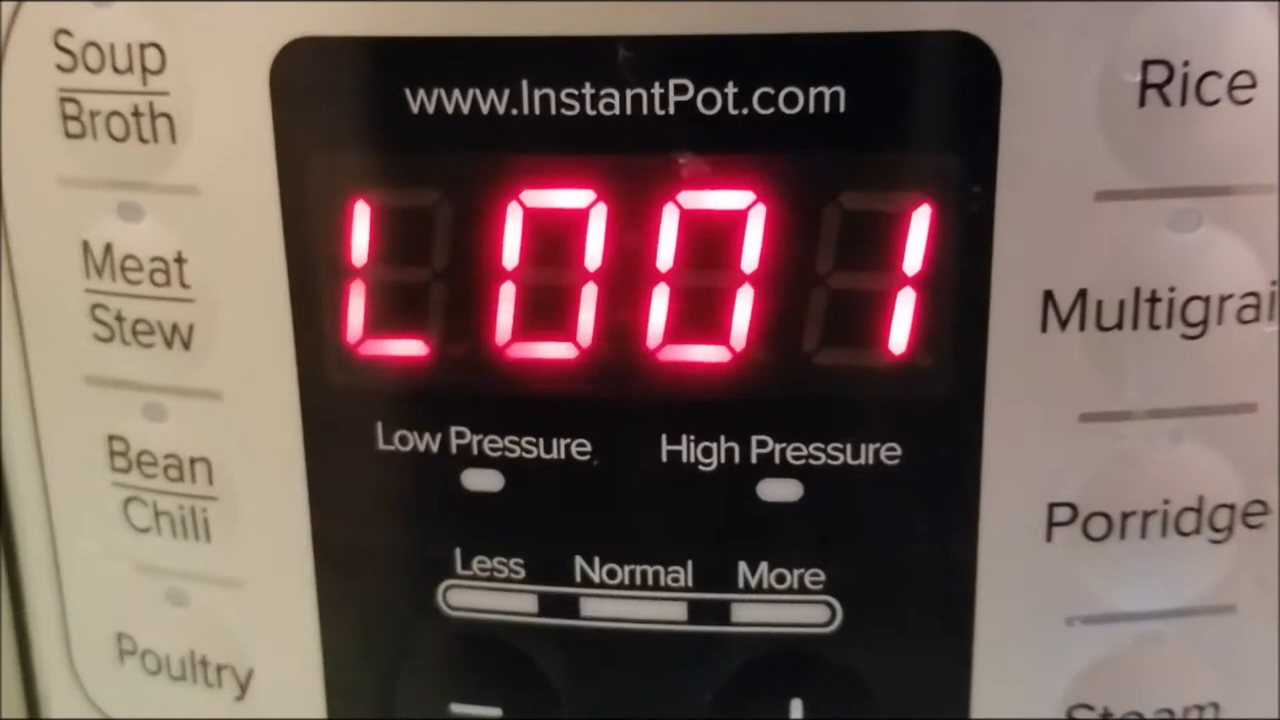 Soup
Broth
Meat
Stew
Bean
Chili
Poultry
www.InstantPot.com
L001
Low Pressure
High Pressure
Less Normal More
− +
Rice
Multigrai
Porridge
Steam